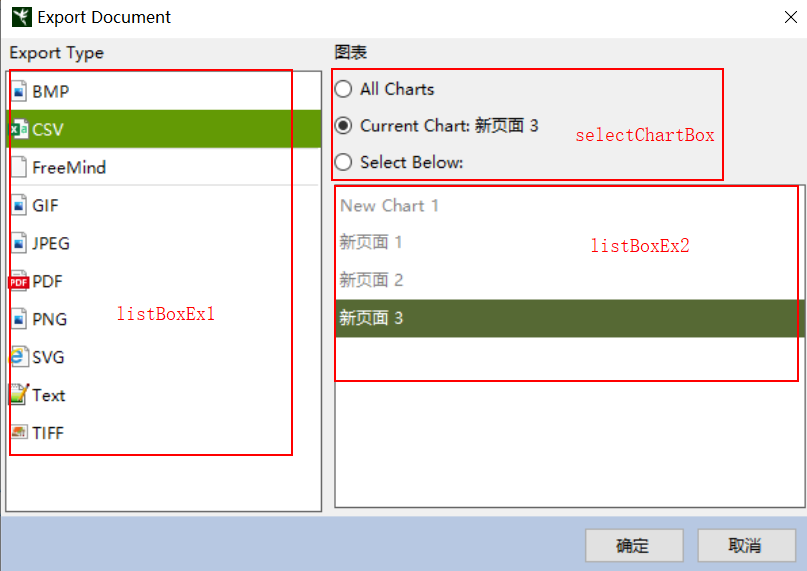 Export Document
Export Type
图表
BMP
CSV
FreeMind
GIF
JPEG
PDF
PNG
SVG
Text
TIFF
listBoxEx1
All Charts
Current Chart: 新页面 3
Select Below:
selectChartBox
New Chart 1
新页面 1
新页面 2
新页面 3
listBoxEx2
确定
取消